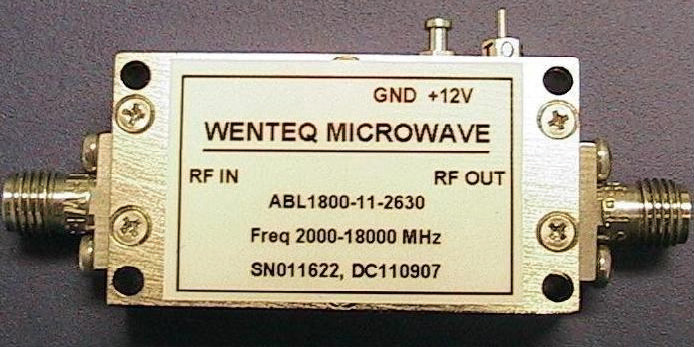 GND +12V
WENTEQ MICROWAVE
RF IN RF OUT
ABL1800-11-2630
Freq 2000-18000 MHz
SN011622, DC110907